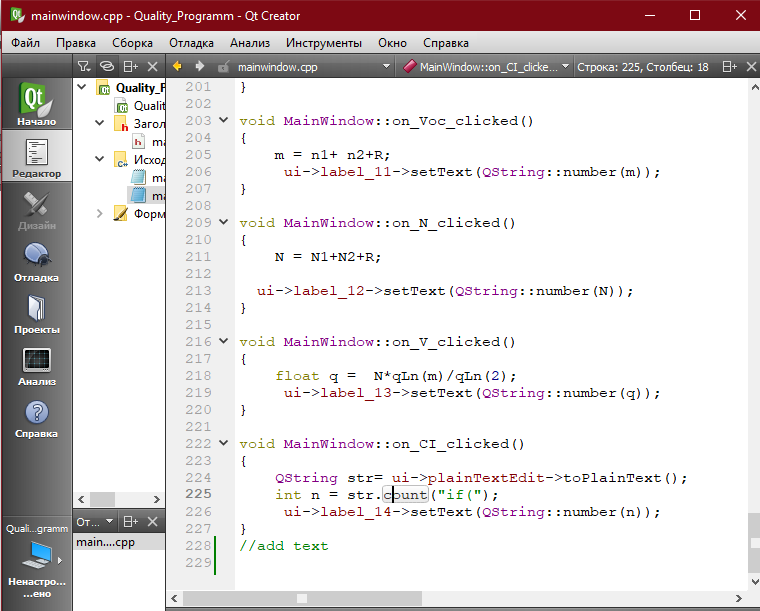 mainwindow.cpp - Quality_Programm - Qt Creator
Файл Правка Сборка Отладка Анализ Инструменты Окно Справка
mainwindow.cpp MainWindow::on_CI_clicke... Строка: 225, Столбец: 18
Qt
Начало
Редактор
Дизайн
Отладка
Проекты
Анализ
Справка
Quali...gramm
Ненастро...
...ено
Quality_F
Qualit
Загол
ma
Исход
ma
ma
Форм
От...
main....cpp
201 }
202
203 void MainWindow::on_Voc_clicked()
204 {
205 m = n1+ n2+R;
206 ui->label_11->setText(QString::number(m));
207 }
208
209 void MainWindow::on_N_clicked()
210 {
211 N = N1+N2+R;
212
213 ui->label_12->setText(QString::number(N));
214 }
215
216 void MainWindow::on_V_clicked()
217 {
218 float q =  N*qLn(m)/qLn(2);
219 ui->label_13->setText(QString::number(q));
220 }
221
222 void MainWindow::on_CI_clicked()
223 {
224 QString str= ui->plainTextEdit->toPlainText();
225 int n = str.count("if(");
226 ui->label_14->setText(QString::number(n));
227 }
228 //add text
229